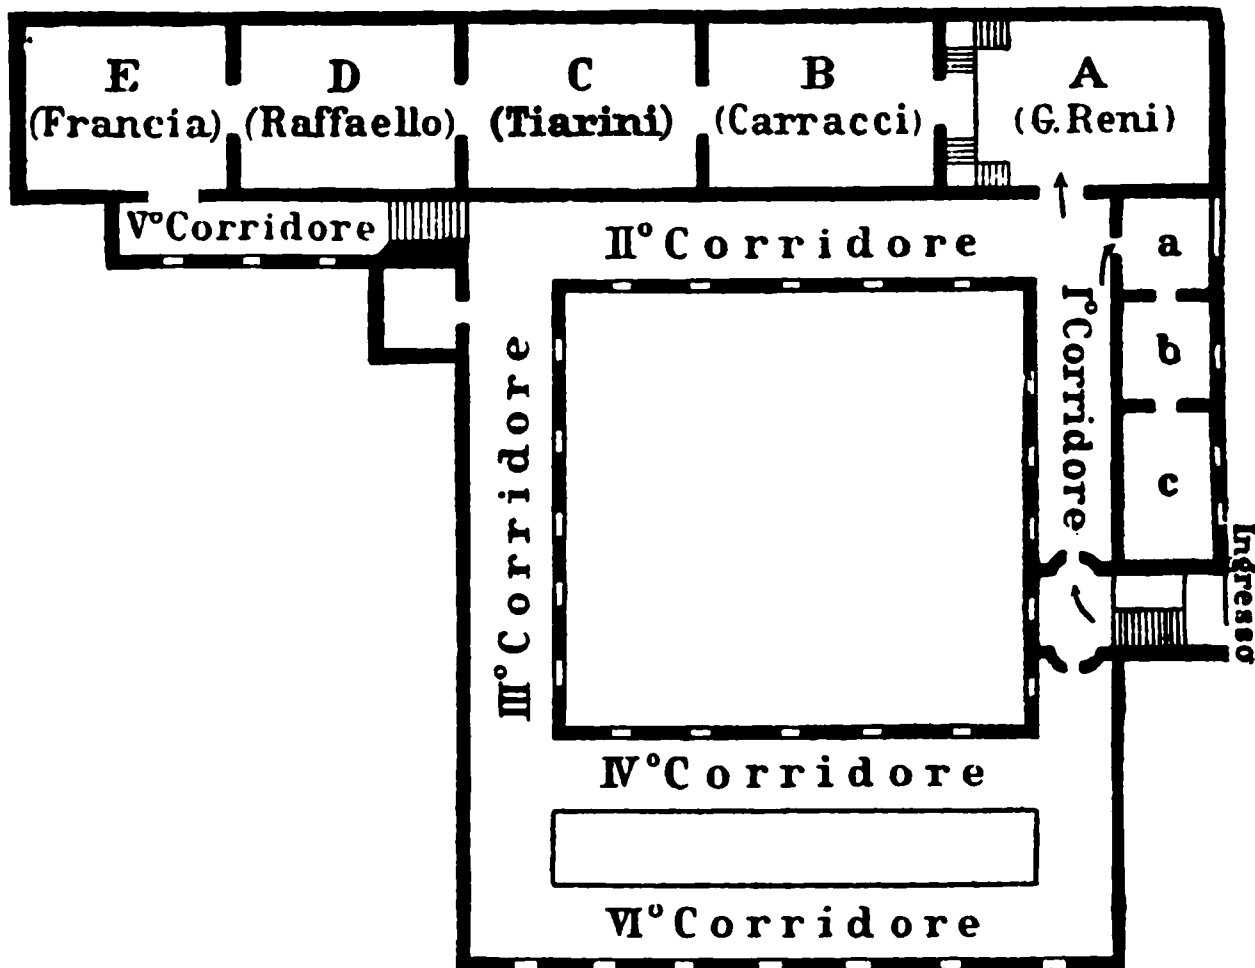 E
(Francia)
D
(Raffaello)
C
(Tiarini)
B
(Carracci)
A
(G. Reni)
V° Corridore
II° Corridore
a
I° Corridore
b
c
III° Corridore
Ingresso
IV° Corridore
VI° Corridore